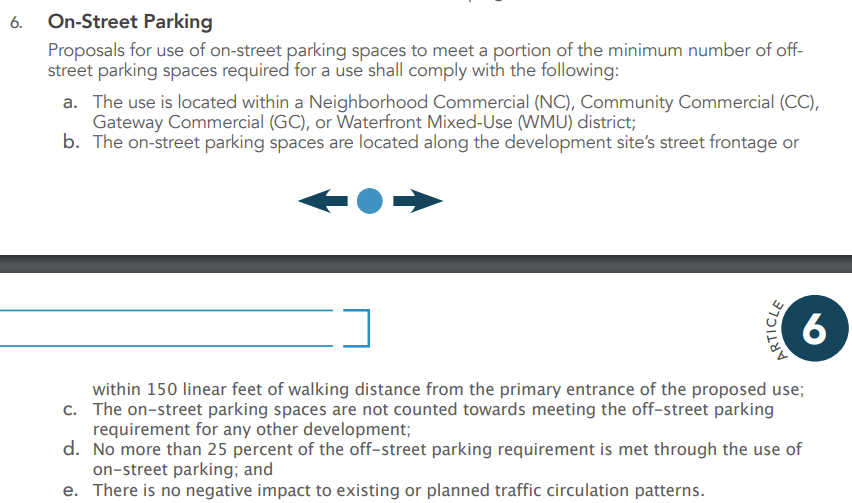 6. On-Street Parking
Proposals for use of on-street parking spaces to meet a portion of the minimum number of off-
street parking spaces required for a use shall comply with the following:
a. The use is located within a Neighborhood Commercial (NC), Community Commercial (CC),
Gateway Commercial (GC), or Waterfront Mixed-Use (WMU) district;
b. The on-street parking spaces are located along the development site's street frontage or
ARTICLE 6
within 150 linear feet of walking distance from the primary entrance of the proposed use;
c. The on-street parking spaces are not counted towards meeting the off-street parking
requirement for any other development;
d. No more than 25 percent of the off-street parking requirement is met through the use of
on-street parking; and
e. There is no negative impact to existing or planned traffic circulation patterns.